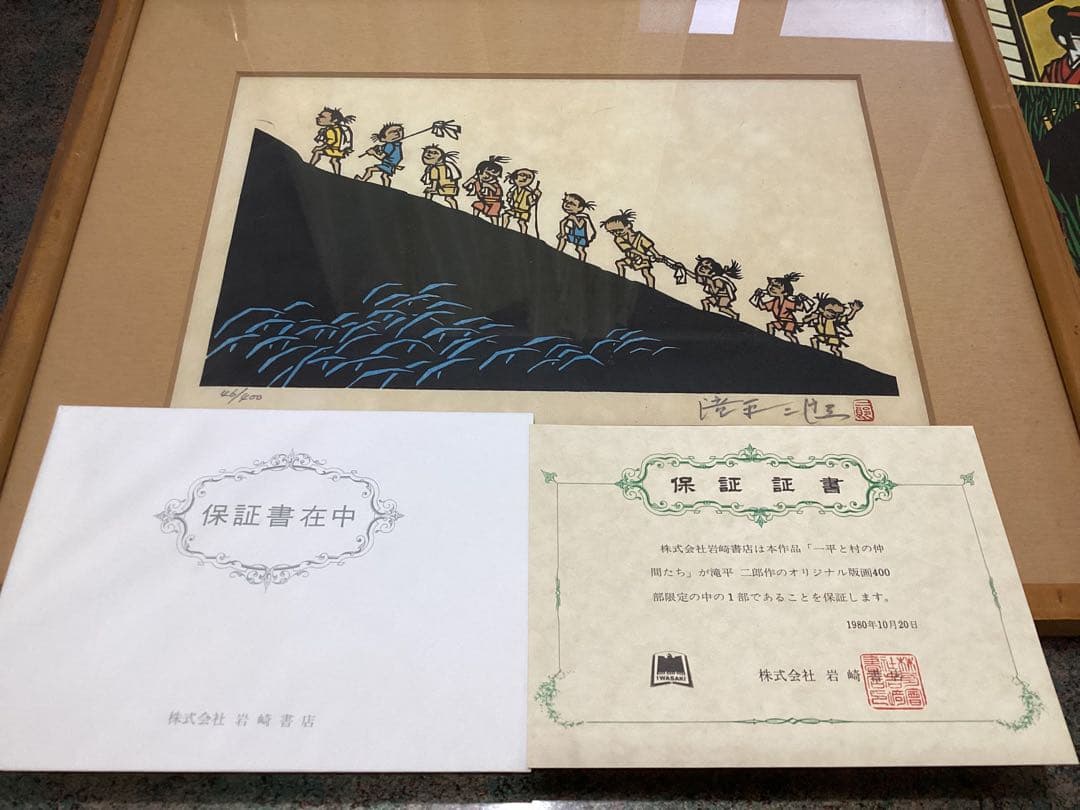 46/400
滝平二郎
保証書在中
株式会社 岩崎書店
保証証書
株式会社岩崎書店は本作品「一平と村の仲
間たち」が滝平 二郎作のオリジナル版画400
部限定の中の1部であることを保証します。
1980年10月20日
IWASAKI
株式会社 岩崎